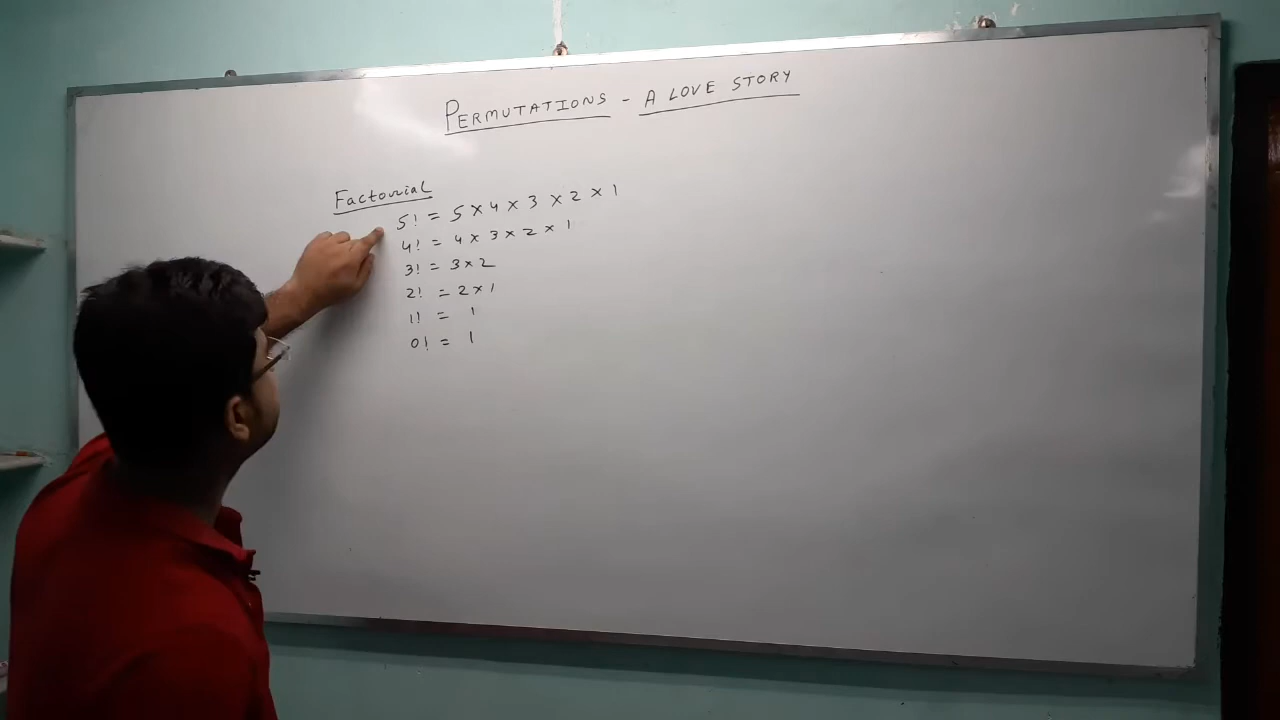 PERMUTATIONS - A LOVE STORY
Factorial
5! = 5 × 4 × 3 × 2 × 1
4! = 4 × 3 × 2 × 1
3! = 3 × 2
2! = 2 × 1
1! = 1
0! = 1